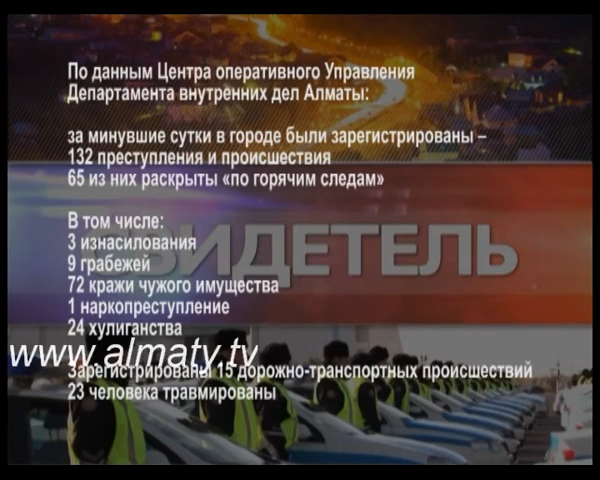 По данным Центра оперативного Управления
Департамента внутренних дел Алматы:
за минувшие сутки в городе были зарегистрированы –
132 преступления и происшествия
65 из них раскрыты «по горячим следам»
В том числе:
3 изнасилования
СВИДЕТЕЛЬ
9 грабежей
72 кражи чужого имущества
1 наркопреступление
24 хулиганства
www.almaty.tv
Зарегистрированы 15 дорожно-транспортных происшествий
23 человека травмированы